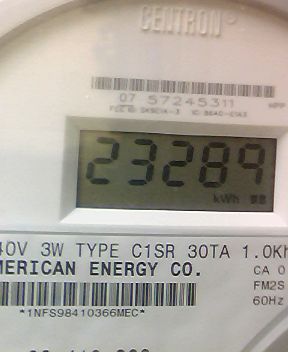 CENTRON®
07 57245311
23289
kWh
40V 3W TYPE C1SR 30TA 1.0Kh
MERICAN ENERGY CO.
CA 0
FM2S
60Hz
*1NFS98410366MEC*